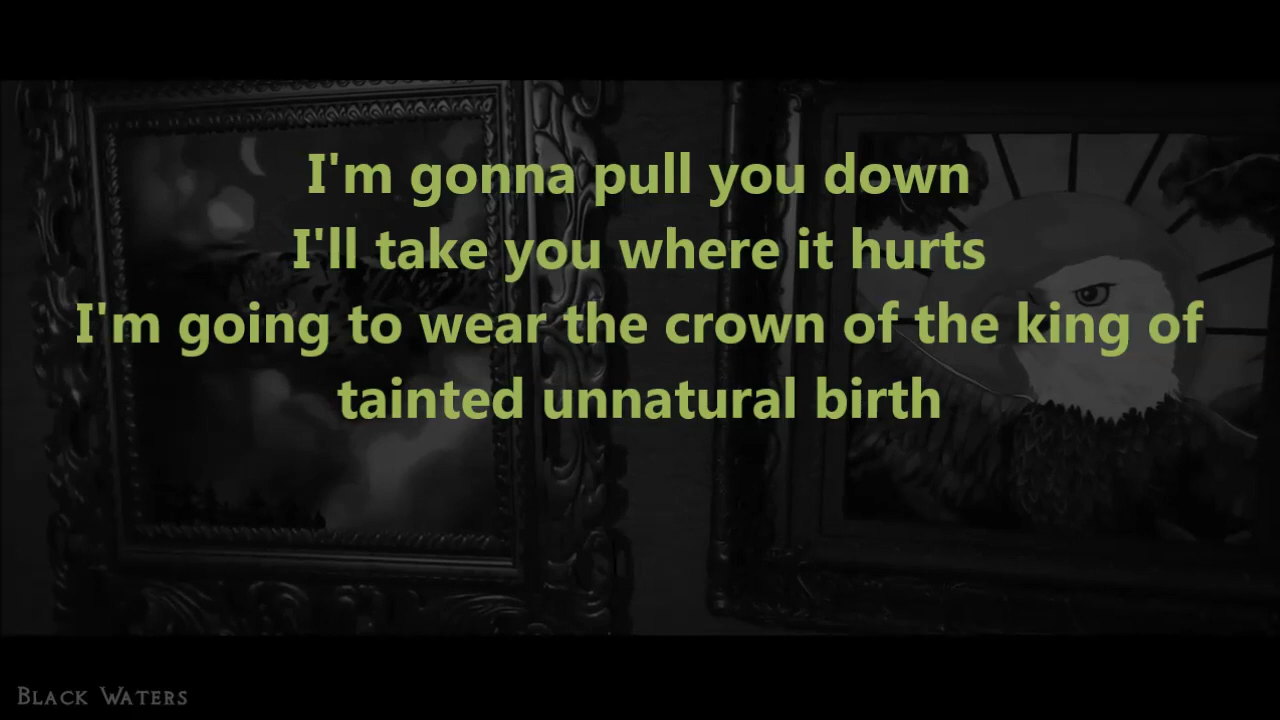 I'm gonna pull you down
I'll take you where it hurts
I'm going to wear the crown of the king of
tainted unnatural birth
Black Waters